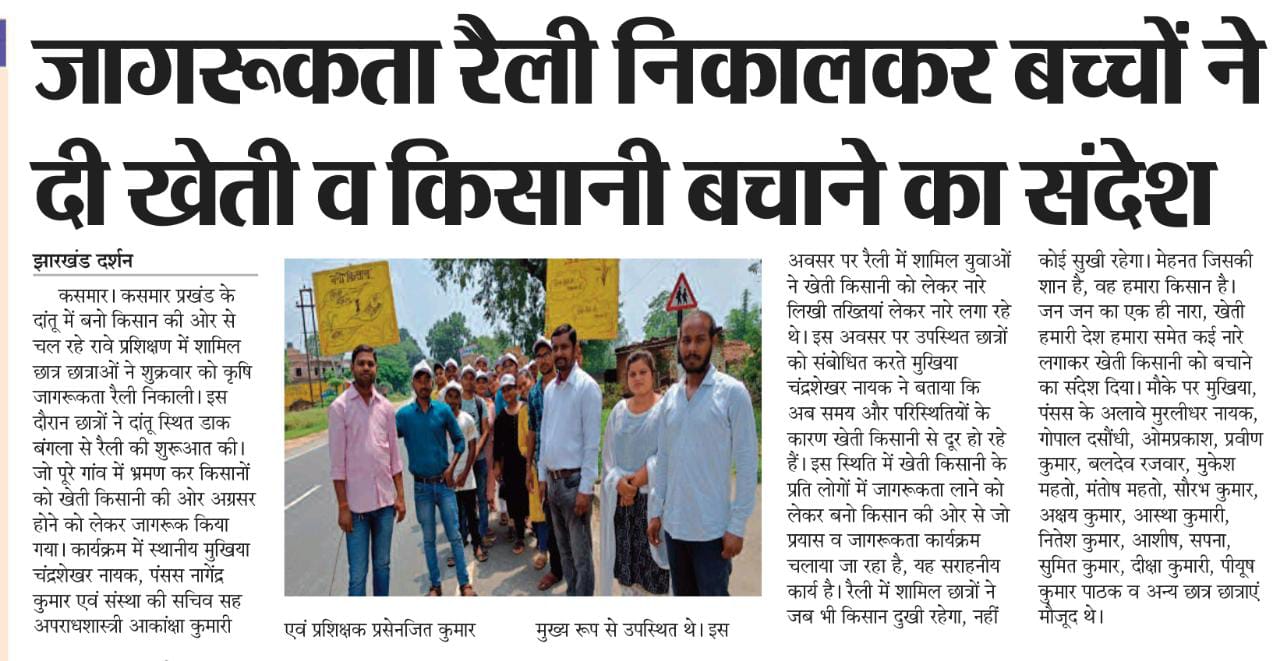 जागरूकता रैली निकालकर बच्चों ने
दी खेती व किसानी बचाने का संदेश
झारखंड दर्शन
कसमार। कसमार प्रखंड के
दांतू में बनो किसान की ओर से
चल रहे रावे प्रशिक्षण में शामिल
छात्र छात्राओं ने शुक्रवार को कृषि
जागरूकता रैली निकाली। इस
दौरान छात्रों ने दांतू स्थित डाक
बंगला से रैली की शुरूआत की।
जो पूरे गांव में भ्रमण कर किसानों
को खेती किसानी की ओर अग्रसर
होने को लेकर जागरूक किया
गया। कार्यक्रम में स्थानीय मुखिया
चंद्रशेखर नायक, पंसस नागेंद्र
कुमार एवं संस्था की सचिव सह
अपराधशास्त्री आकांक्षा कुमारी
बनो किसान
एवं प्रशिक्षक प्रसेनजित कुमार
मुख्य रूप से उपस्थित थे। इस
अवसर पर रैली में शामिल युवाओं
ने खेती किसानी को लेकर नारे
लिखी तख्तियां लेकर नारे लगा रहे
थे। इस अवसर पर उपस्थित छात्रों
को संबोधित करते मुखिया
चंद्रशेखर नायक ने बताया कि
अब समय और परिस्थितियों के
कारण खेती किसानी से दूर हो रहे
हैं। इस स्थिति में खेती किसानी के
प्रति लोगों में जागरूकता लाने को
लेकर बनो किसान की ओर से जो
प्रयास व जागरूकता कार्यक्रम
चलाया जा रहा है, यह सराहनीय
कार्य है। रैली में शामिल छात्रों ने
जब भी किसान दुखी रहेगा, नहीं
कोई सुखी रहेगा। मेहनत जिसकी
शान है, वह हमारा किसान है।
जन जन का एक ही नारा, खेती
हमारी देश हमारा समेत कई नारे
लगाकर खेती किसानी को बचाने
का संदेश दिया। मौके पर मुखिया,
पंसस के अलावे मुरलीधर नायक,
गोपाल दसौंधी, ओमप्रकाश, प्रवीण
कुमार, बलदेव रजवार, मुकेश
महतो, मंतोष महतो, सौरभ कुमार,
अक्षय कुमार, आस्था कुमारी,
नितेश कुमार, आशीष, सपना,
सुमित कुमार, दीक्षा कुमारी, पीयूष
कुमार पाठक व अन्य छात्र छात्राएं
मौजूद थे।